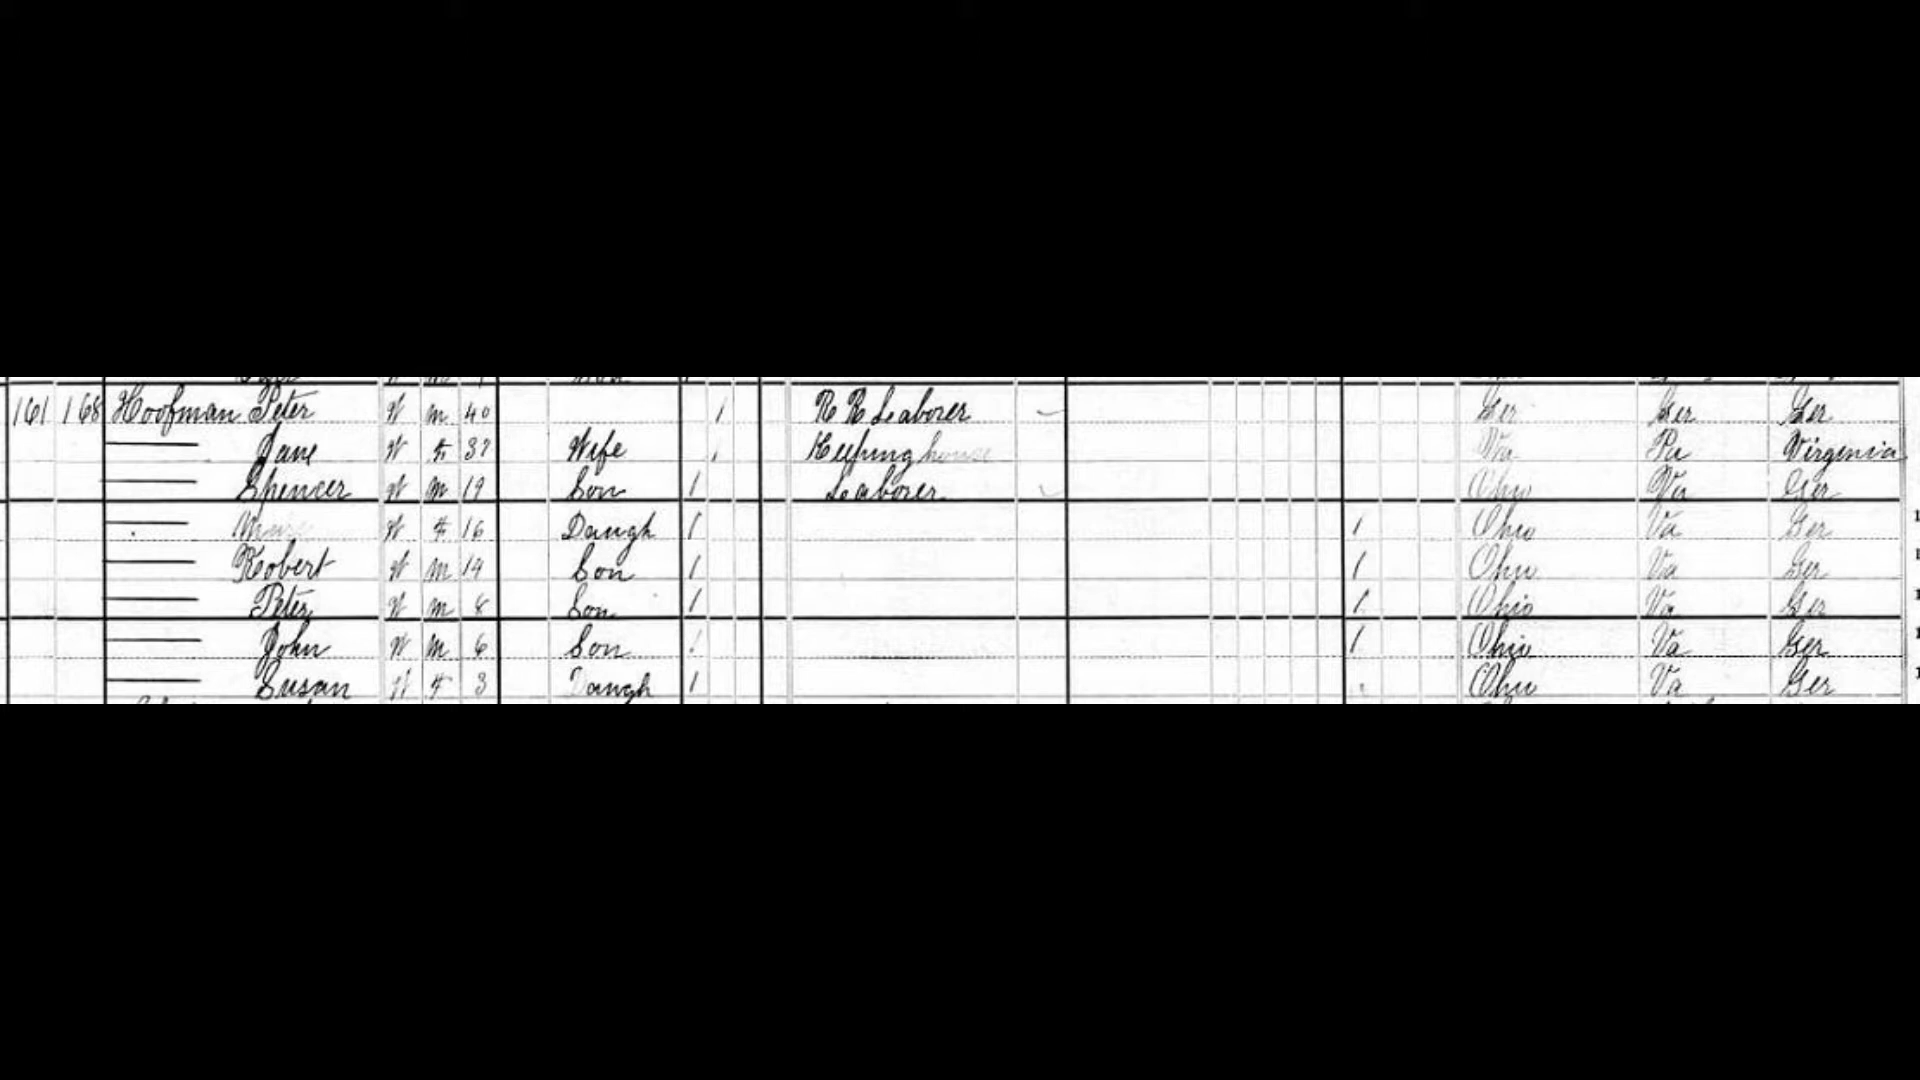 161 168 Hoofman Peter W m 40 1 R R Leaborer Ger Ger Ger
Jane W F 37 Wife 1 Keeping house Va Pa Virgenia
Spencer W m 19 Son 1 Leaborer Ohio Va Ger
W F 16 Daugh 1 1 Ohio Va Ger
Robert W m 14 Son 1 1 Ohio Va Ger
Peter W m 8 Son 1 1 Ohio Va Ger
John W m 6 Son 1 1 Ohio Va Ger
Susan W F 3 Daugh 1 Ohio Va Ger